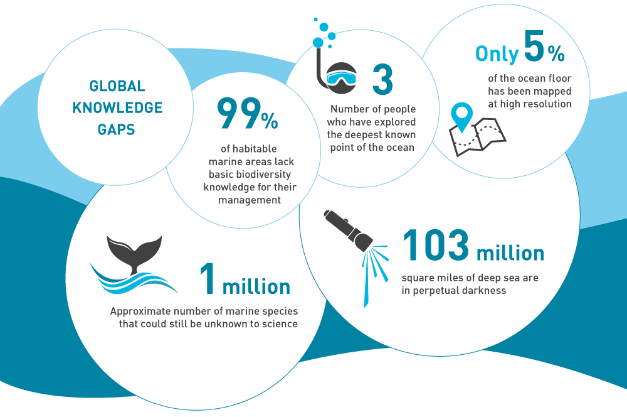 GLOBAL
KNOWLEDGE
GAPS
99%
of habitable
marine areas lack
basic biodiversity
knowledge for their
management
3
Number of people
who have explored
the deepest known
point of the ocean
Only 5%
of the ocean floor
has been mapped
at high resolution
1 million
Approximate number of marine species
that could still be unknown to science
103 million
square miles of deep sea are
in perpetual darkness